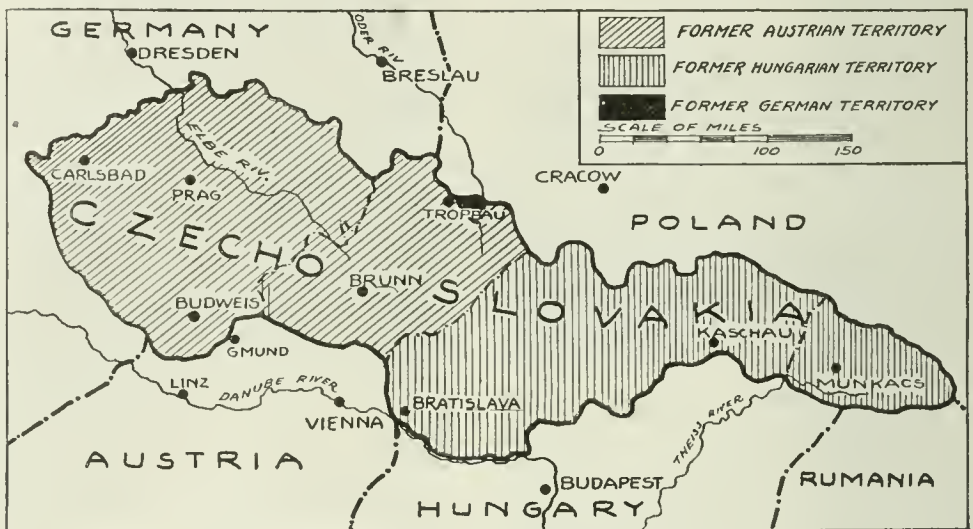 GERMANY
DRESDEN
ODER RIV.
BRESLAU
FORMER AUSTRIAN TERRITORY
FORMER HUNGARIAN TERRITORY
FORMER GERMAN TERRITORY
SCALE OF MILES
0 100 150
ELBE RIV.
CARLSBAD
PRAG
CRACOW
TROPPAU
POLAND
CZECHO SLOVAKIA
BRUNN
BUDWEIS
GMUND
KASCHAU
MUNKACS
LINZ
DANUBE RIVER
VIENNA
BRATISLAVA
THEISS RIVER
AUSTRIA
BUDAPEST
HUNGARY
RUMANIA